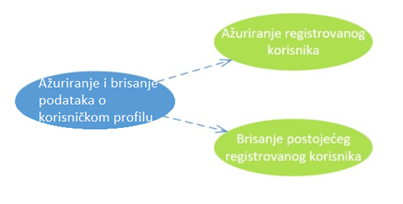 Ažuriranje registrovanog
korisnika
Ažuriranje i brisanje
podataka o
korisničkom profilu
Brisanje postojećeg
registrovanog korisnika